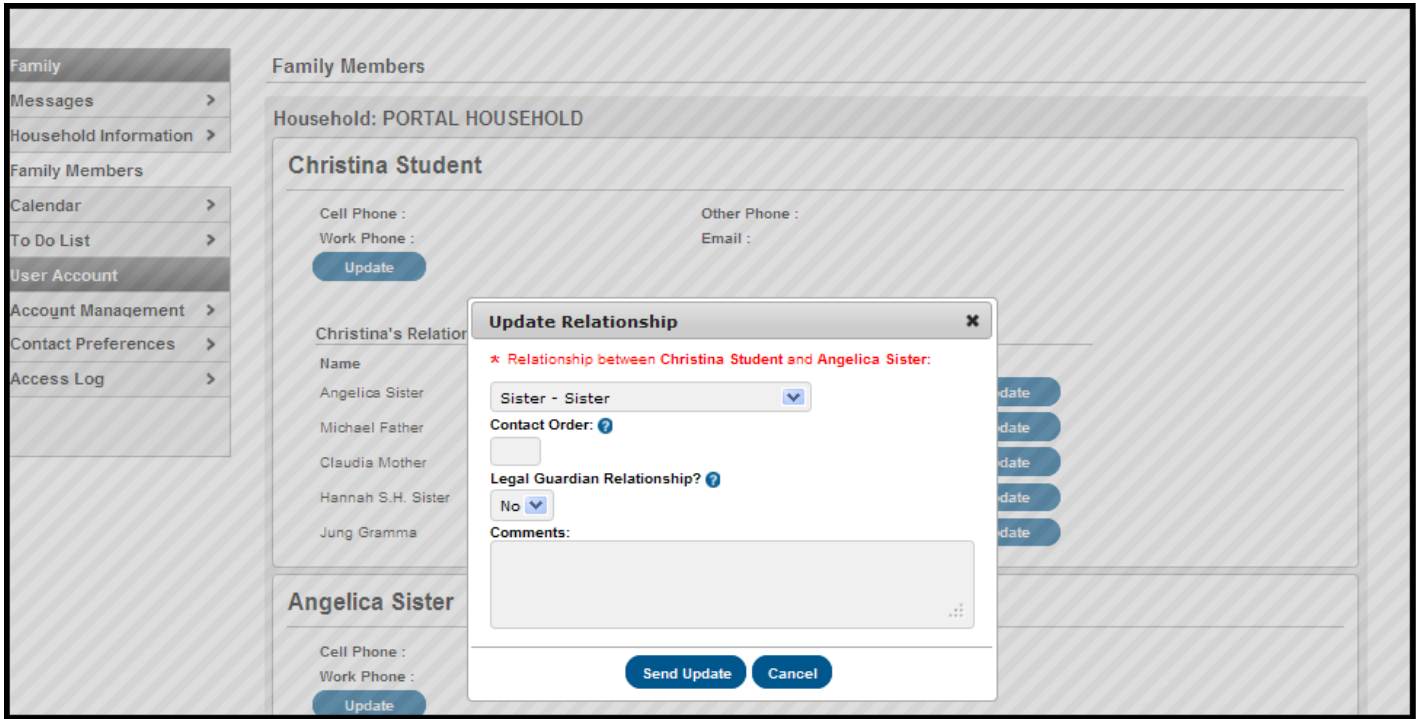 Family
Messages
Household Information
Family Members
Calendar
To Do List
User Account
Account Management
Contact Preferences
Access Log
Family Members
Household: PORTAL HOUSEHOLD
Christina Student
Cell Phone : Other Phone :
Work Phone : Email :
Update
Christina's Relation
Name
Angelica Sister date
Michael Father date
Claudia Mother date
Hannah S.H. Sister date
Jung Gramma date
Update Relationship
* Relationship between Christina Student and Angelica Sister:
Sister - Sister
Contact Order: ?
Legal Guardian Relationship? ?
No
Comments:
Send Update Cancel
Angelica Sister
Cell Phone :
Work Phone :
Update